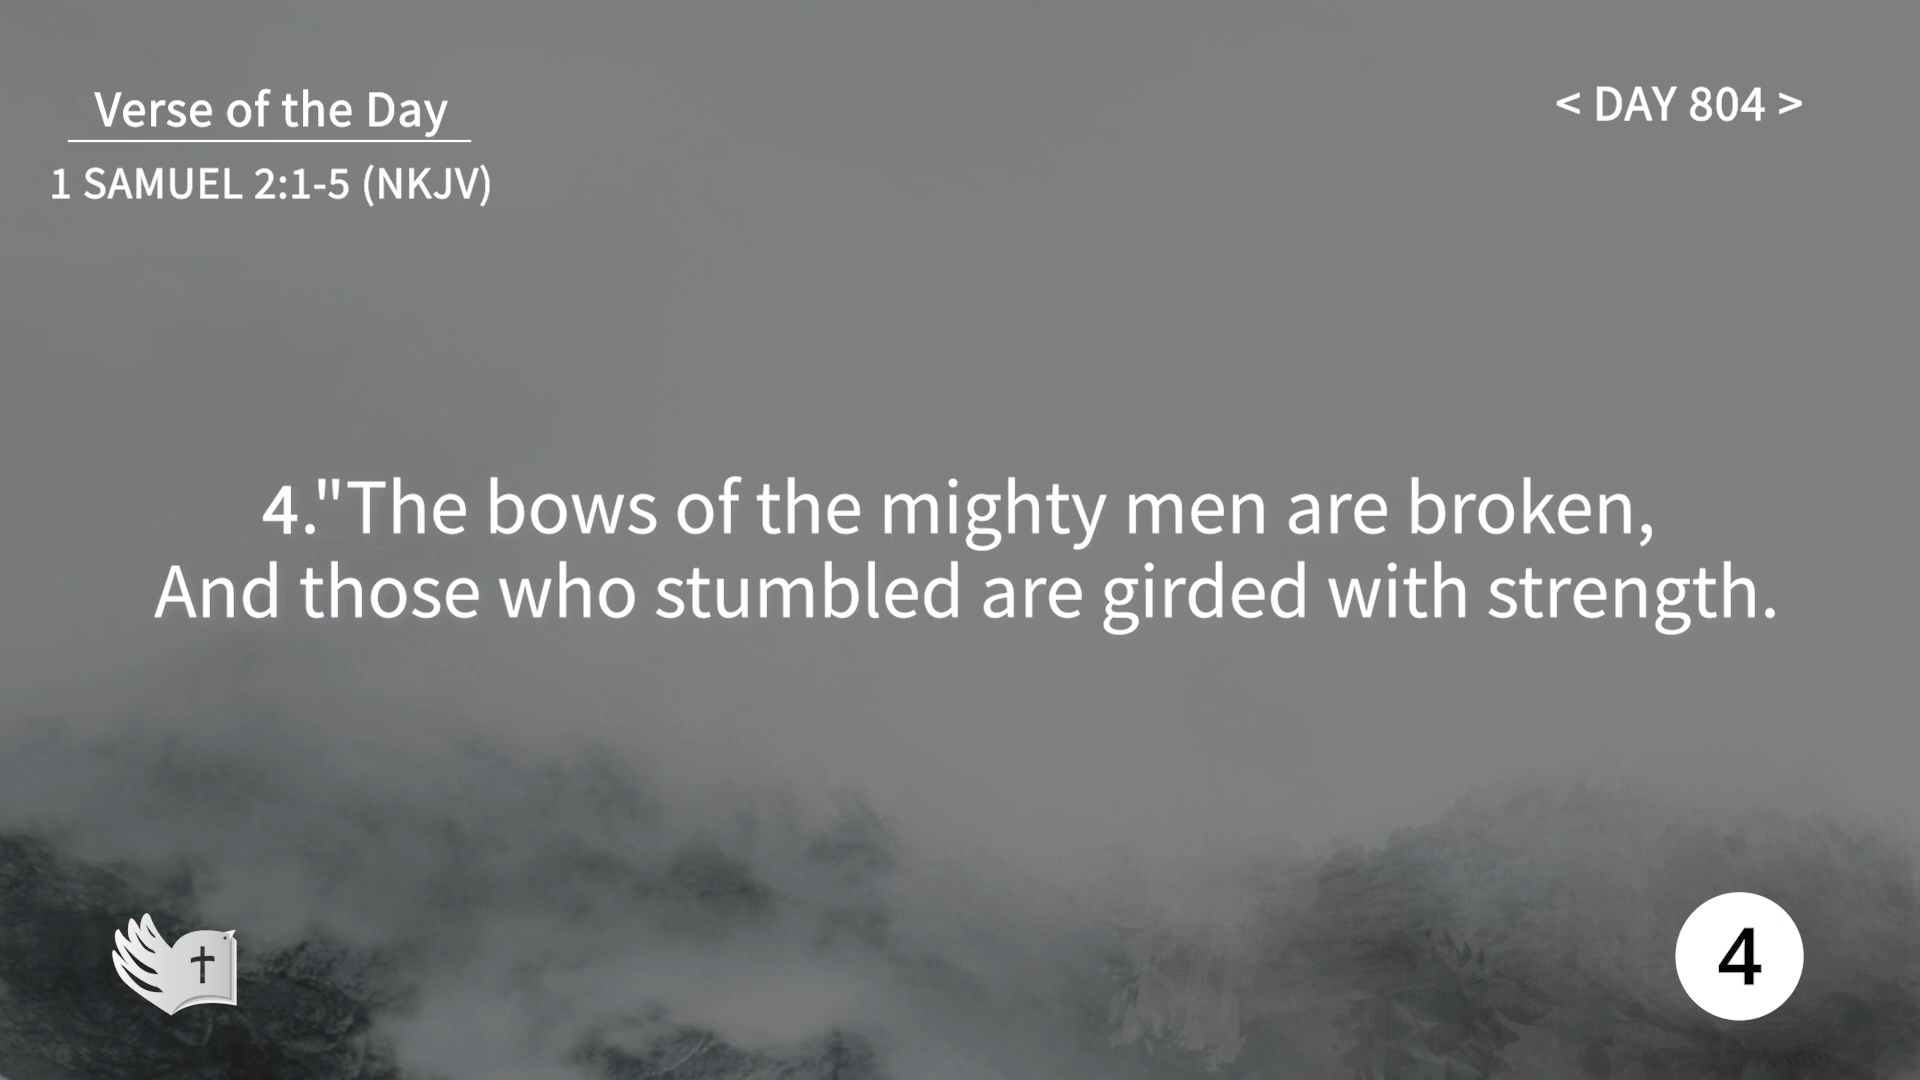 Verse of the Day
< DAY 804 >
1 SAMUEL 2:1-5 (NKJV)
4."The bows of the mighty men are broken,
And those who stumbled are girded with strength.
4